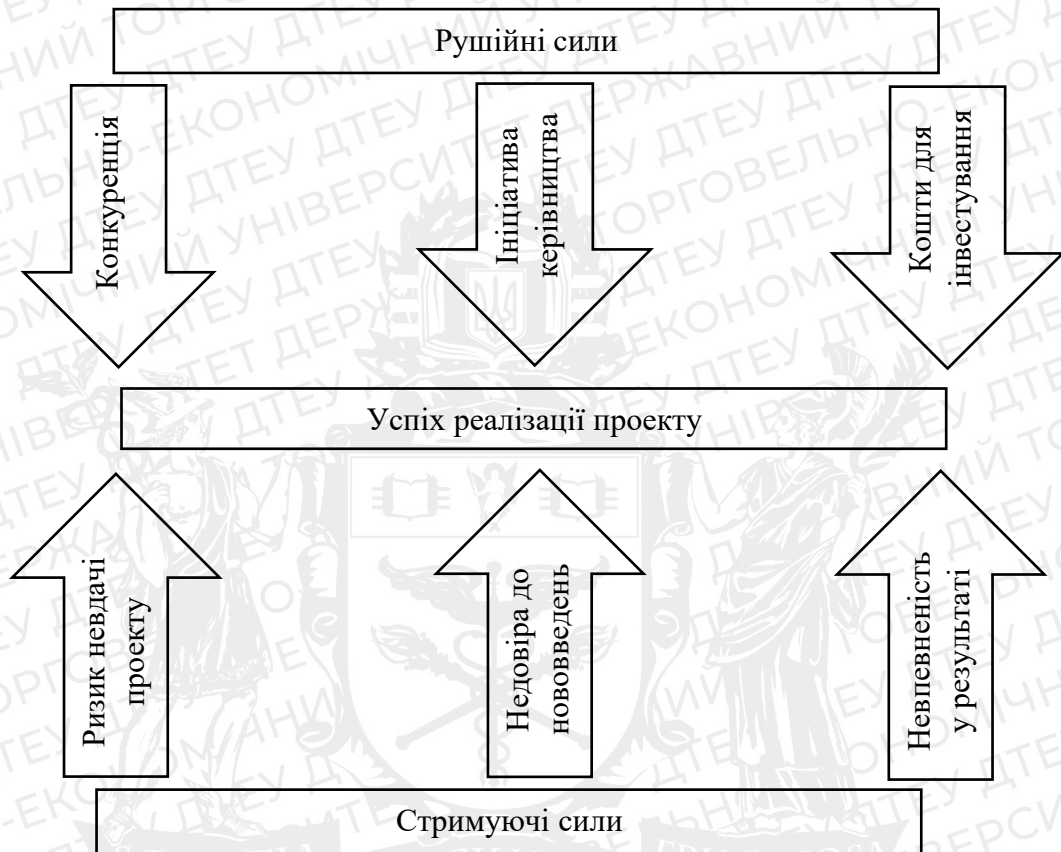 Рушійні сили
Конкуренція
Ініціатива
керівництва
Кошти для
інвестування
Успіх реалізації проекту
Ризик невдачі
проекту
Недовіра до
нововведень
Невпевненість
у результаті
Стримуючі сили